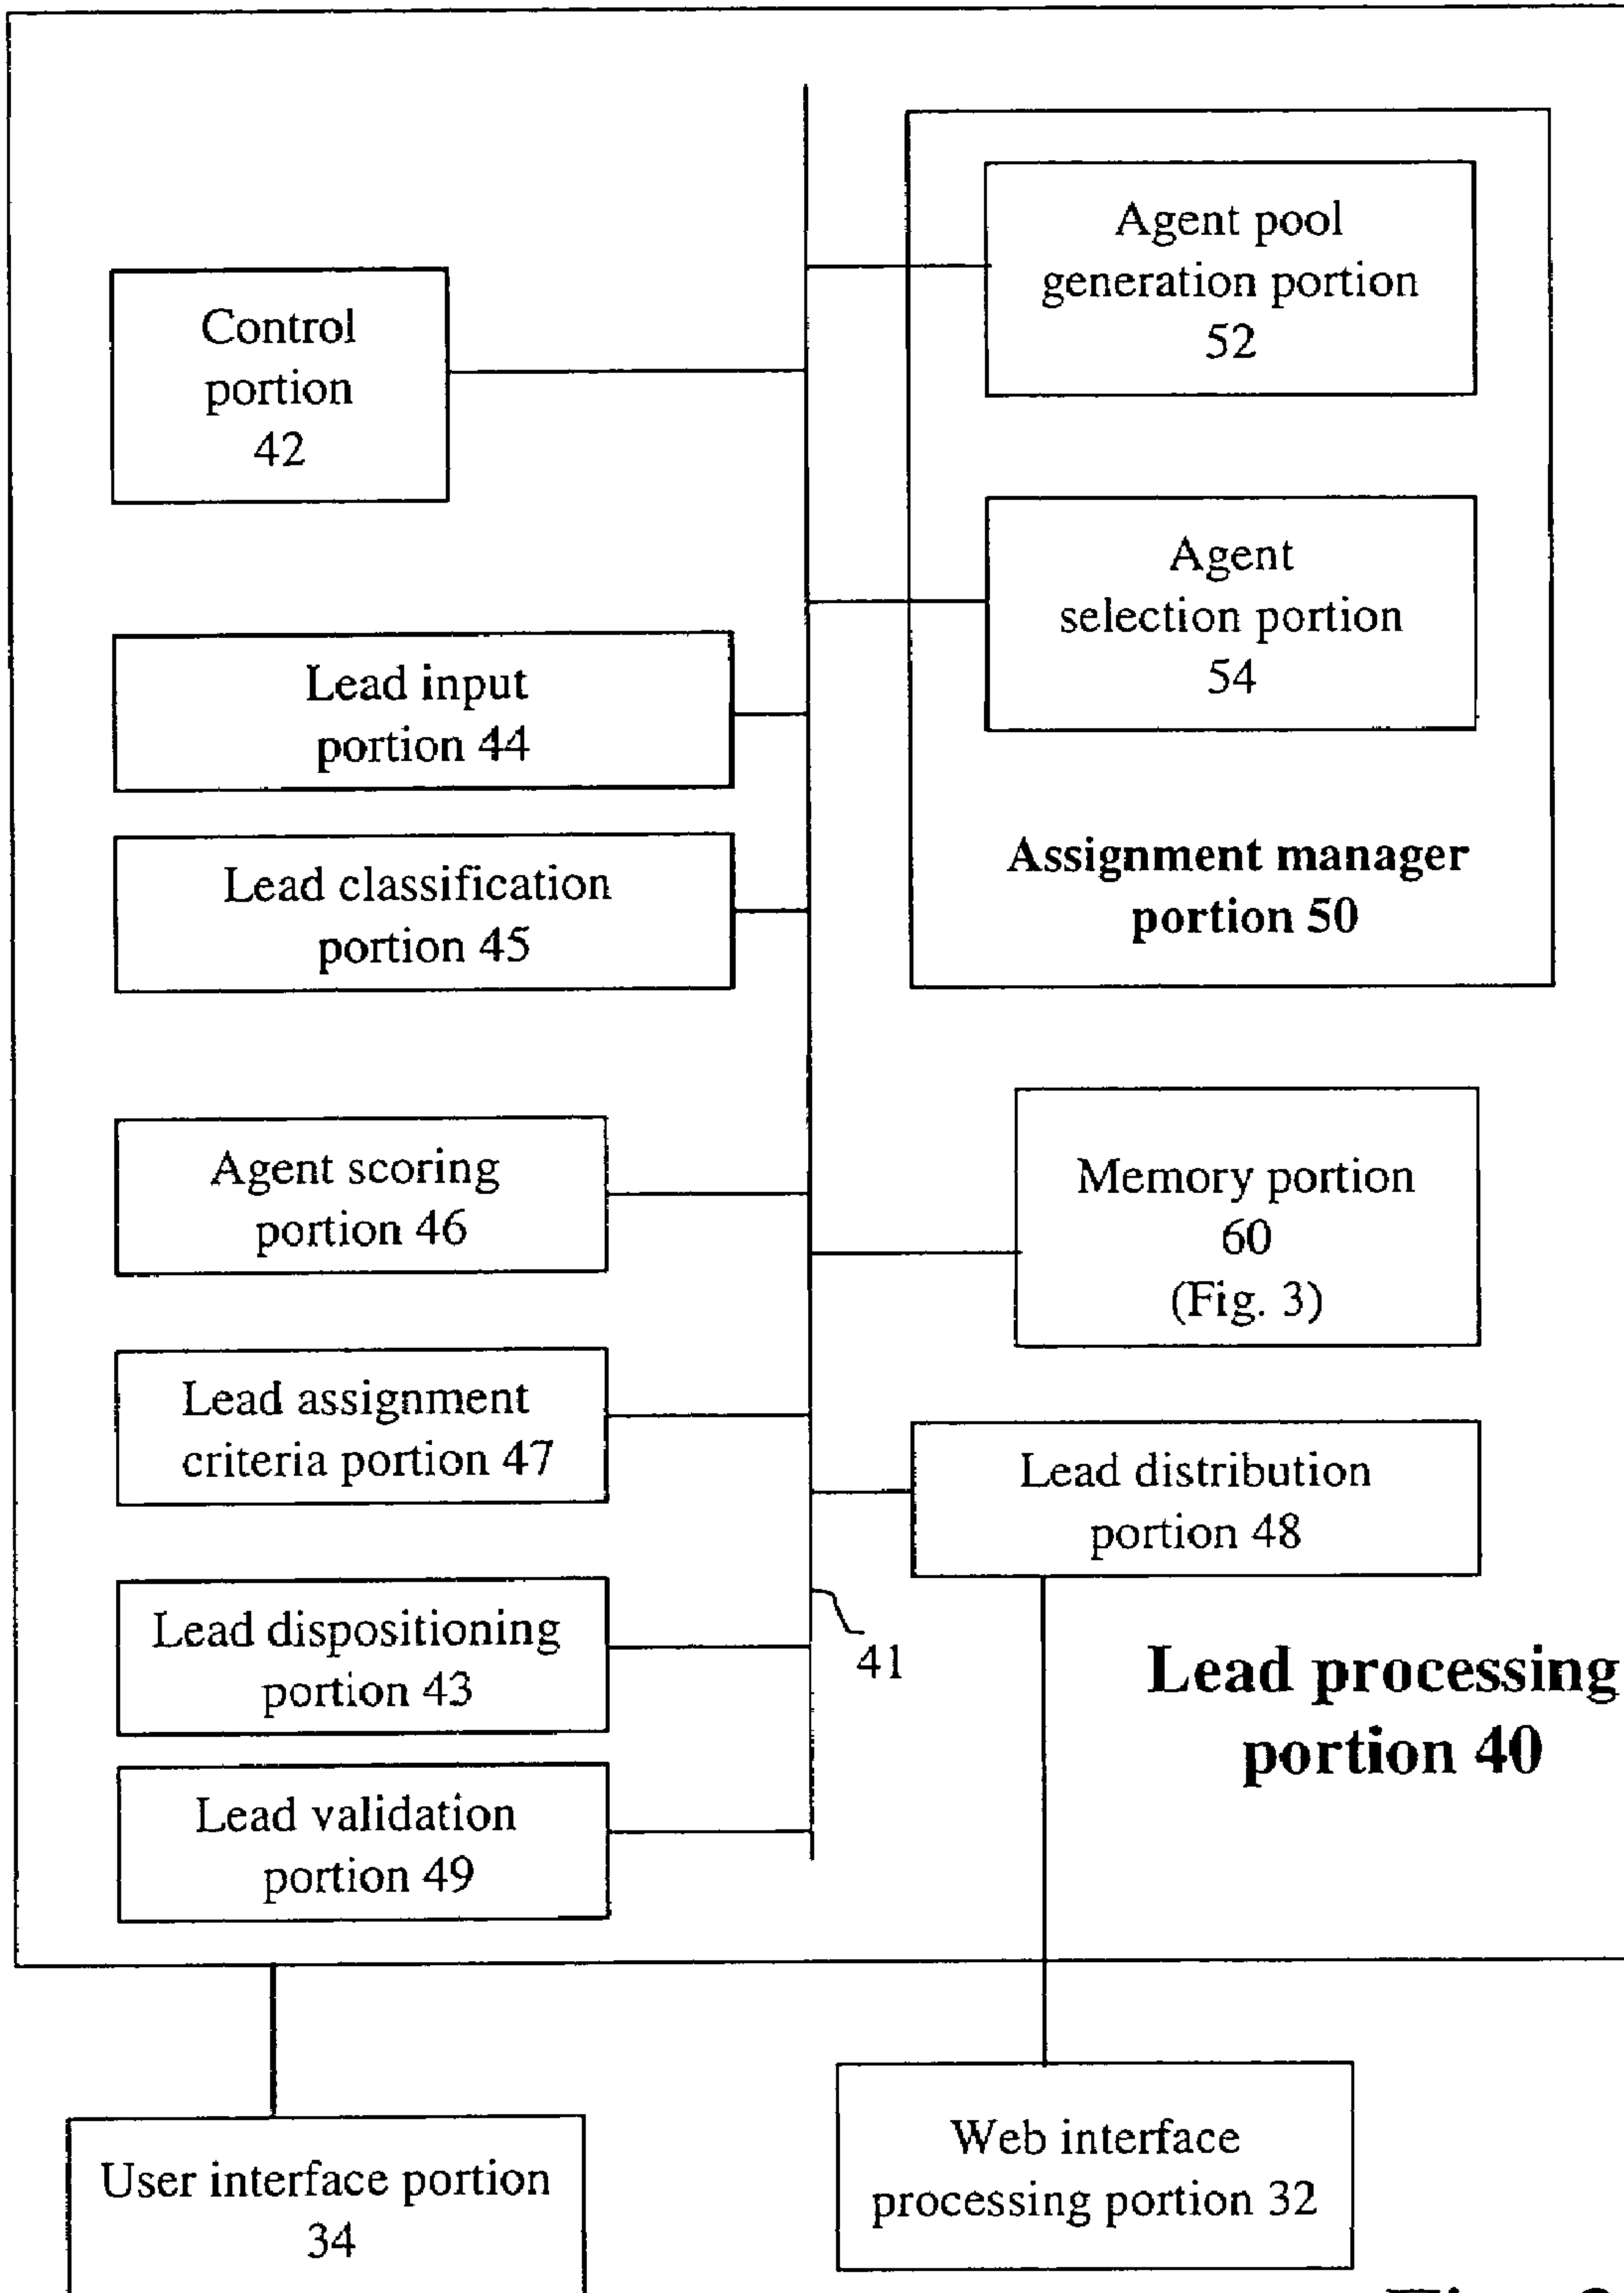 Control
portion
42
Lead input
portion 44
Lead classification
portion 45
Agent scoring
portion 46
Lead assignment
criteria portion 47
Lead dispositioning
portion 43
Lead validation
portion 49
Agent pool
generation portion
52
Agent
selection portion
54
Assignment manager
portion 50
Memory portion
60
(Fig. 3)
Lead distribution
portion 48
41
Lead processing
portion 40
User interface portion
34
Web interface
processing portion 32